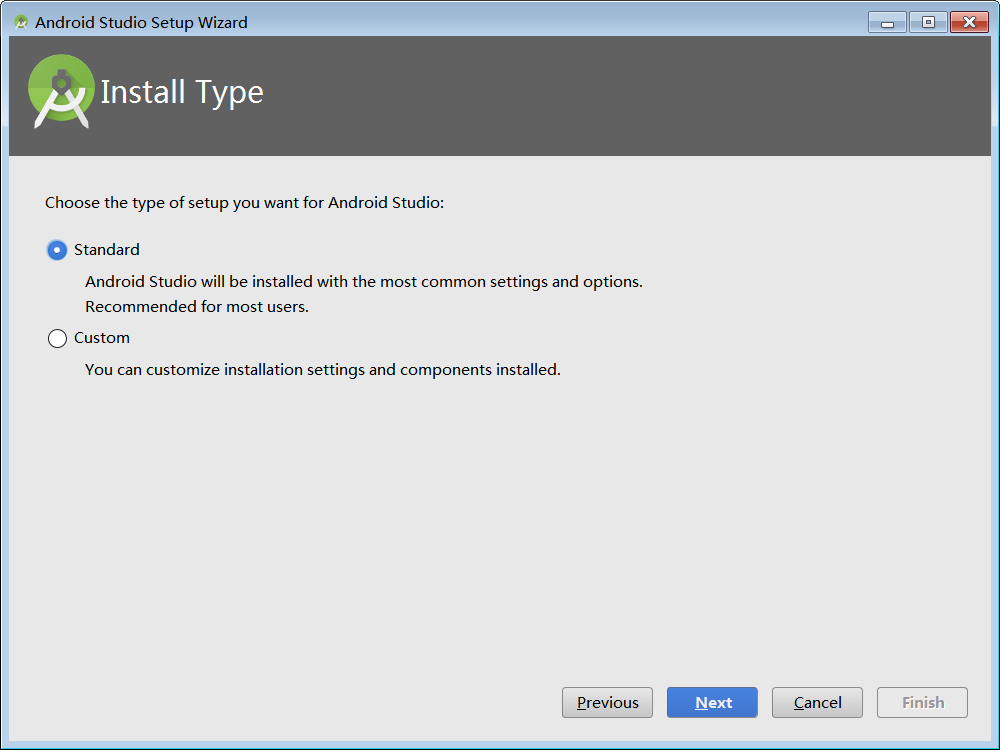 Android Studio Setup Wizard
Install Type
Choose the type of setup you want for Android Studio:
Standard
Android Studio will be installed with the most common settings and options.
Recommended for most users.
Custom
You can customize installation settings and components installed.
Previous Next Cancel Finish